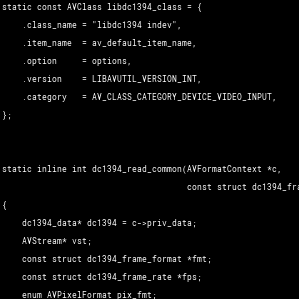 static const AVClass libdc1394_class = {
    .class_name = "libdc1394 indev",
    .item_name  = av_default_item_name,
    .option     = options,
    .version    = LIBAVUTIL_VERSION_INT,
    .category   = AV_CLASS_CATEGORY_DEVICE_VIDEO_INPUT,
};
static inline int dc1394_read_common(AVFormatContext *c,
                                     const struct dc1394_fra
{
    dc1394_data* dc1394 = c->priv_data;
    AVStream* vst;
    const struct dc1394_frame_format *fmt;
    const struct dc1394_frame_rate *fps;
    enum AVPixelFormat pix_fmt;